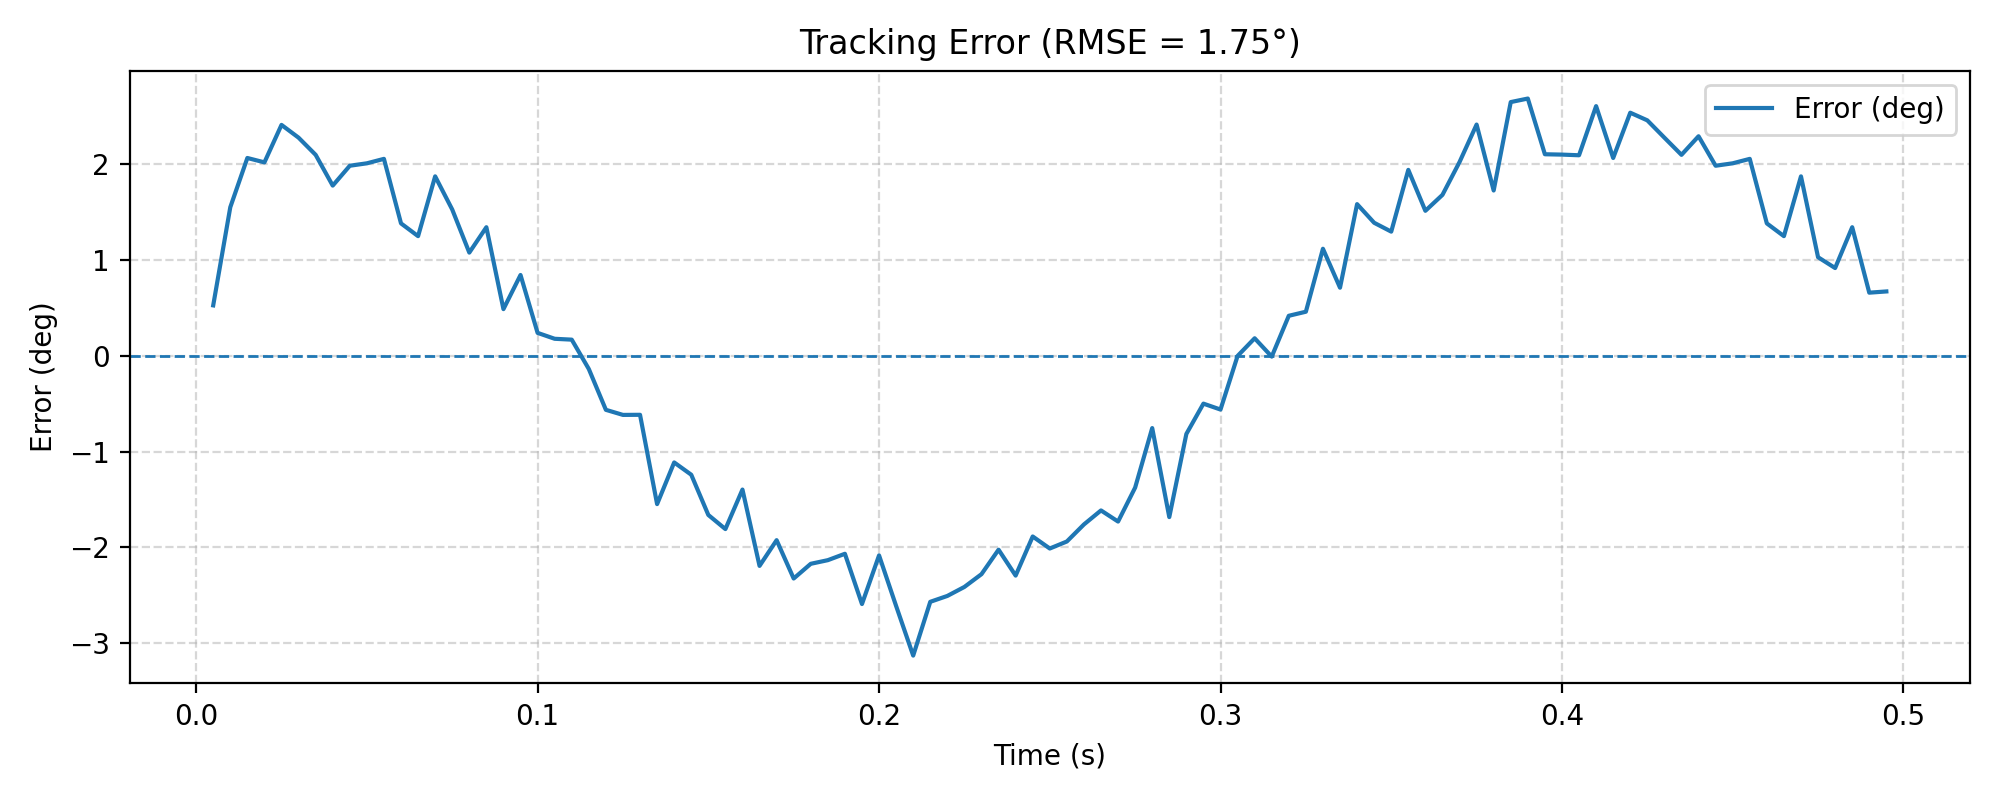 Tracking Error (RMSE = 1.75°)
Error (deg)
2
1
0
−1
−2
−3
Error (deg)
0.0 0.1 0.2 0.3 0.4 0.5
Time (s)